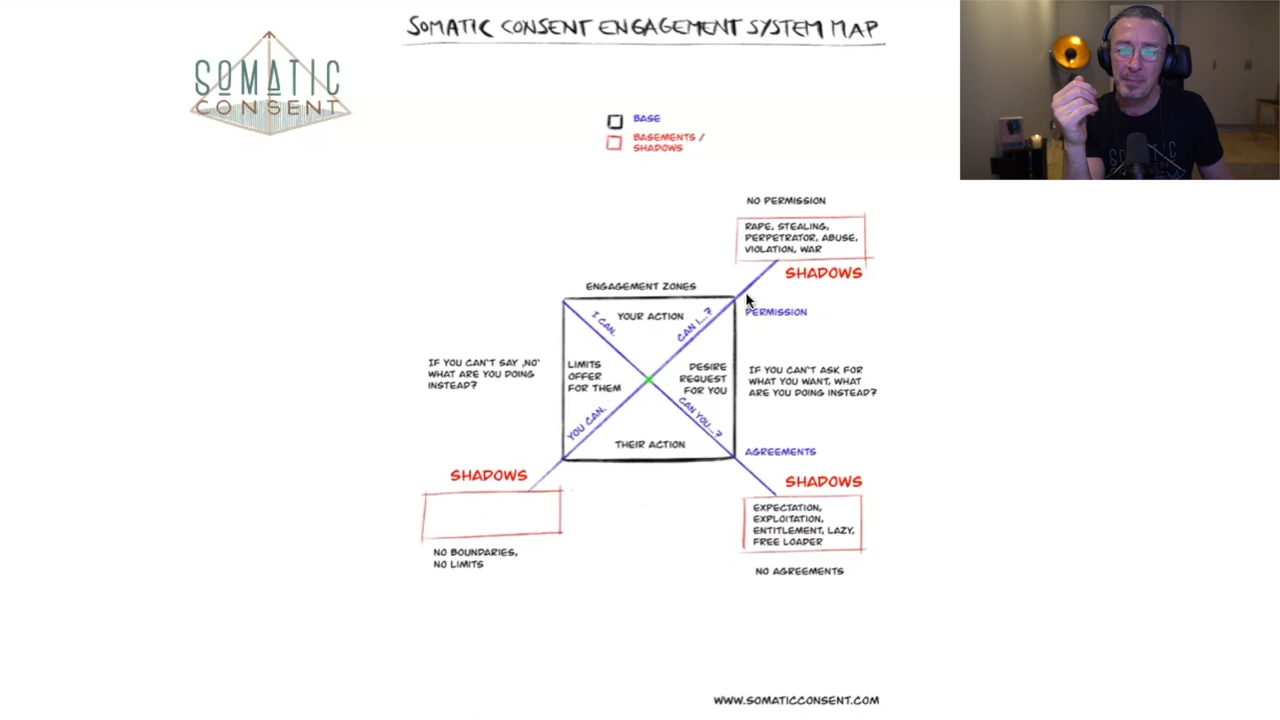 SOMATIC CONSENT ENGAGEMENT SYSTEM MAP
SOMATIC
CONSENT
BASE
BASEMENTS /
SHADOWS
NO PERMISSION
RAPE, STEALING,
PERPETRATOR, ABUSE,
VIOLATION, WAR
SHADOWS
ENGAGEMENT ZONES
YOUR ACTION
I CAN.
CAN I...?
PERMISSION
IF YOU CAN'T SAY ‚NO'
WHAT ARE YOU DOING
INSTEAD?
LIMITS
OFFER
FOR THEM
DESIRE
REQUEST
FOR YOU
IF YOU CAN'T ASK FOR
WHAT YOU WANT, WHAT
ARE YOU DOING INSTEAD?
YOU CAN.
CAN YOU...?
THEIR ACTION
AGREEMENTS
SHADOWS
NO BOUNDARIES,
NO LIMITS
SHADOWS
EXPECTATION,
EXPLOITATION,
ENTITLEMENT, LAZY,
FREE LOADER
NO AGREEMENTS
WWW.SOMATICCONSENT.COM